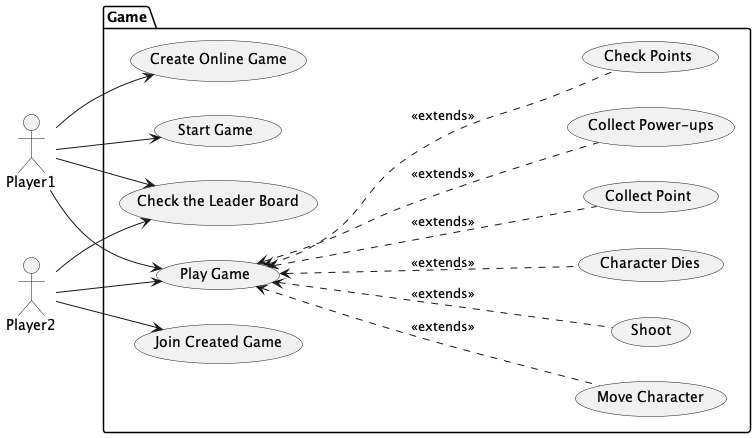 Game
Create Online Game
Check Points
«extends»
Collect Power-ups
Start Game
Player1
«extends»
Collect Point
Check the Leader Board
«extends»
Character Dies
«extends»
Play Game
«extends»
Shoot
Player2
«extends»
Join Created Game
Move Character